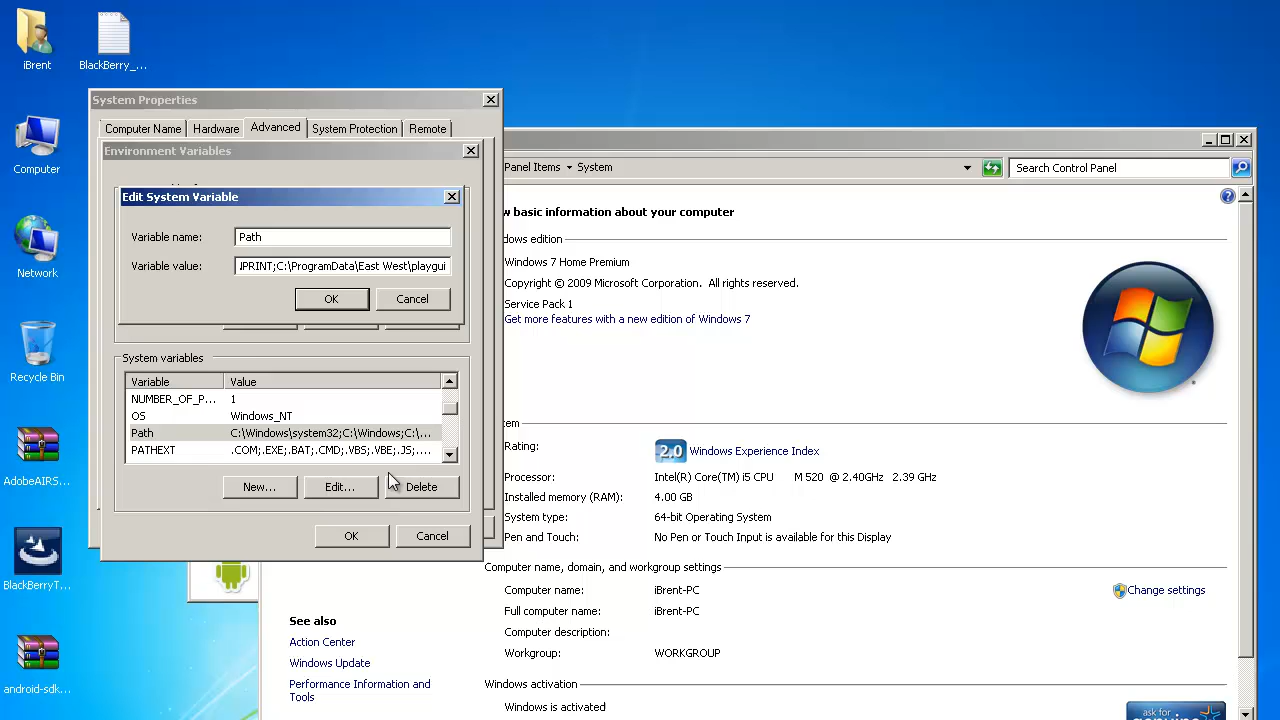 iBrent
BlackBerry_...
Computer
Network
Recycle Bin
AdobeAIRS...
BlackBerryT...
android-sdk...
System Properties
Computer Name
Hardware
Advanced
System Protection
Remote
Environment Variables
Edit System Variable
Variable name:
Path
Variable value:
JPRINT;C:\ProgramData\East West\playgui
OK
Cancel
System variables
Variable
Value
NUMBER_OF_P...
1
OS
Windows_NT
Path
C:\Windows\system32;C:\Windows;C:\...
PATHEXT
.COM;.EXE;.BAT;.CMD;.VBS;.VBE;.JS;....
New...
Edit...
Delete
OK
Cancel
Panel Items
System
Search Control Panel
w basic information about your computer
dows edition
Windows 7 Home Premium
Copyright © 2009 Microsoft Corporation. All rights reserved.
Service Pack 1
Get more features with a new edition of Windows 7
tem
Rating:
2.0
Windows Experience Index
Processor:
Intel(R) Core(TM) i5 CPU M 520 @ 2.40GHz 2.39 GHz
Installed memory (RAM):
4.00 GB
System type:
64-bit Operating System
Pen and Touch:
No Pen or Touch Input is available for this Display
Computer name, domain, and workgroup settings
Computer name:
iBrent-PC
Change settings
Full computer name:
iBrent-PC
Computer description:
Workgroup:
WORKGROUP
Windows activation
Windows is activated
ask for
See also
Action Center
Windows Update
Performance Information and
Tools